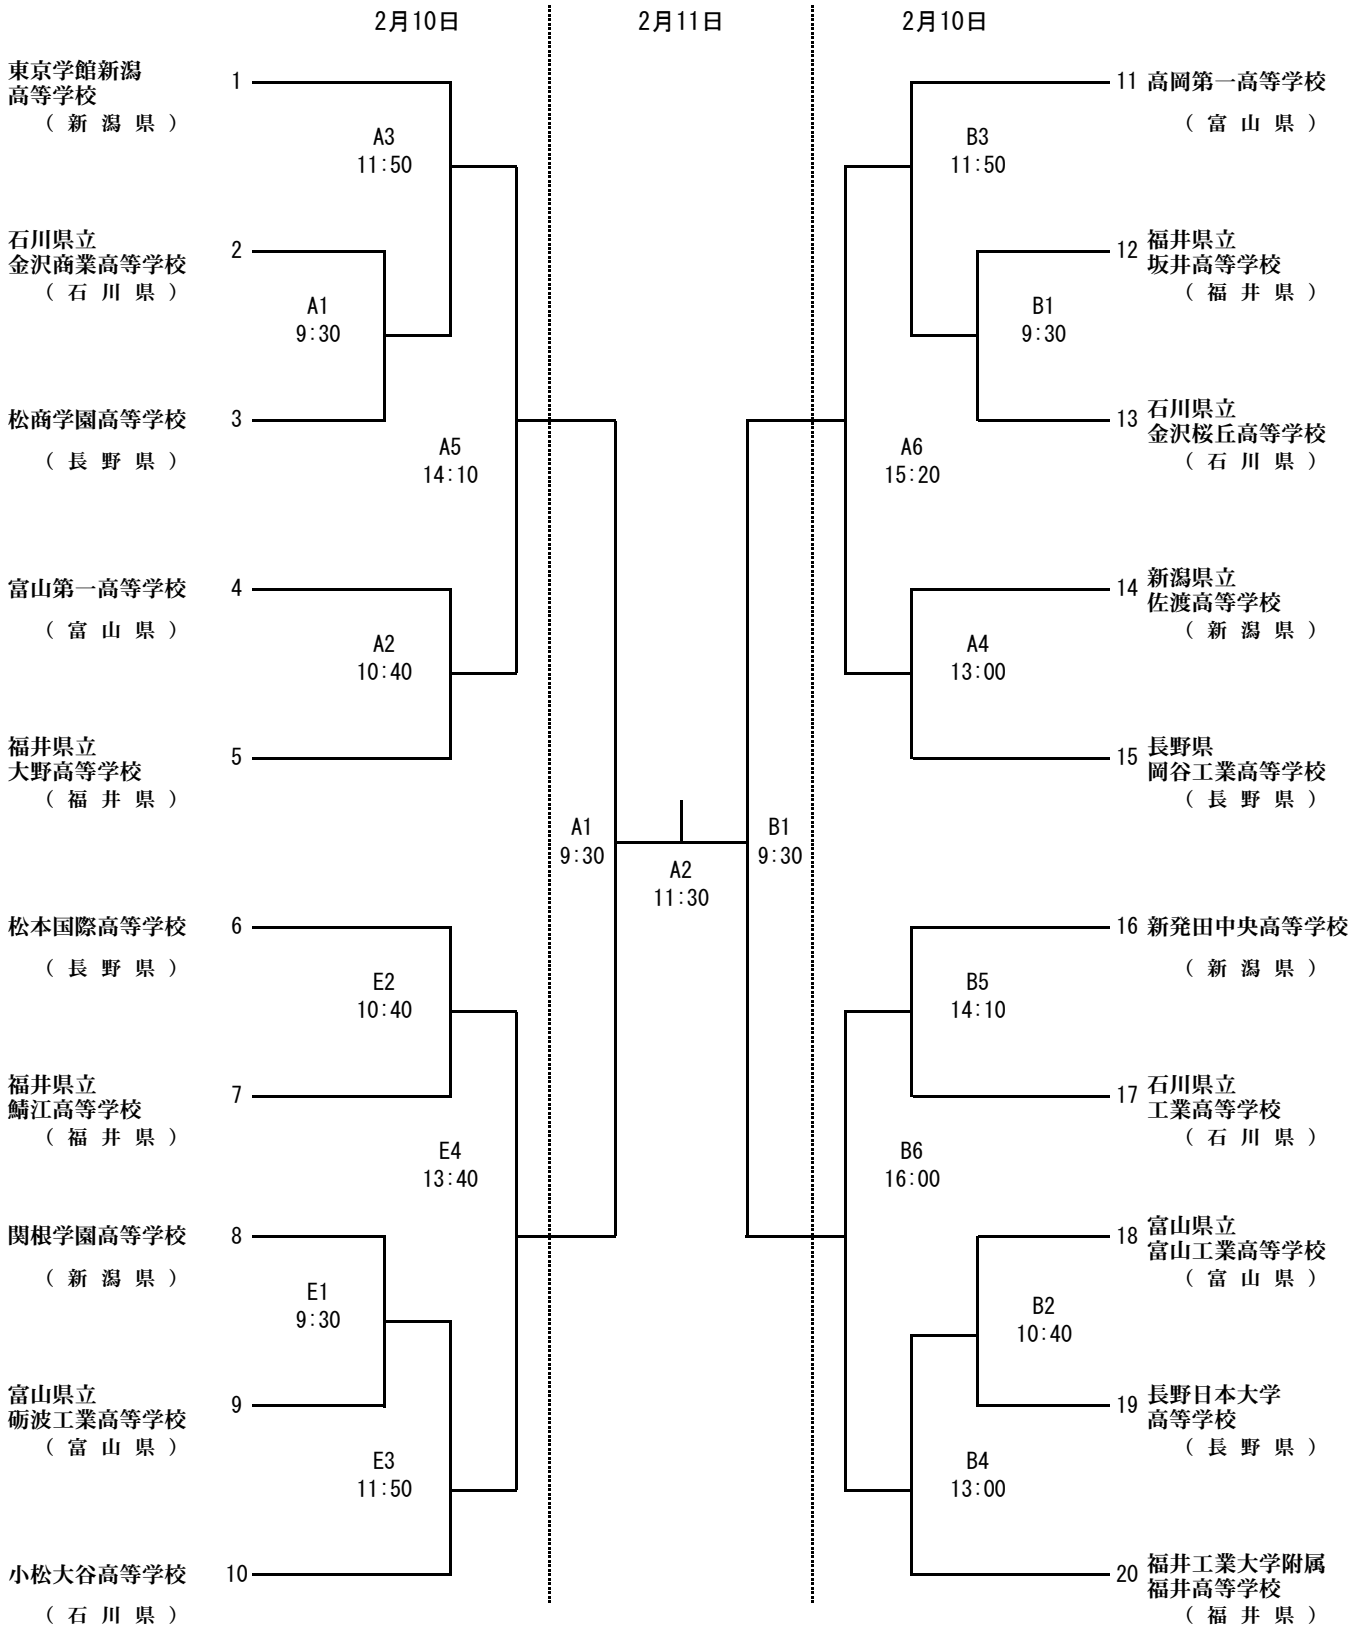 2月10日
2月11日
2月10日
東京学館新潟
高等学校
（新潟県）
1
A3
11:50
石川県立
金沢商業高等学校
（石川県）
2
A1
9:30
松商学園高等学校
（長野県）
3
A5
14:10
富山第一高等学校
（富山県）
4
A2
10:40
福井県立
大野高等学校
（福井県）
5
松本国際高等学校
（長野県）
6
E2
10:40
福井県立
鯖江高等学校
（福井県）
7
E4
13:40
関根学園高等学校
（新潟県）
8
E1
9:30
富山県立
砺波工業高等学校
（富山県）
9
E3
11:50
小松大谷高等学校
（石川県）
10
A1
9:30
A2
11:30
B1
9:30
11 高岡第一高等学校
（富山県）
B3
11:50
12 福井県立
坂井高等学校
（福井県）
B1
9:30
13 石川県立
金沢桜丘高等学校
（石川県）
A6
15:20
14 新潟県立
佐渡高等学校
（新潟県）
A4
13:00
15 長野県
岡谷工業高等学校
（長野県）
16 新発田中央高等学校
（新潟県）
B5
14:10
17 石川県立
工業高等学校
（石川県）
B6
16:00
18 富山県立
富山工業高等学校
（富山県）
B2
10:40
19 長野日本大学
高等学校
（長野県）
B4
13:00
20 福井工業大学附属
福井高等学校
（福井県）